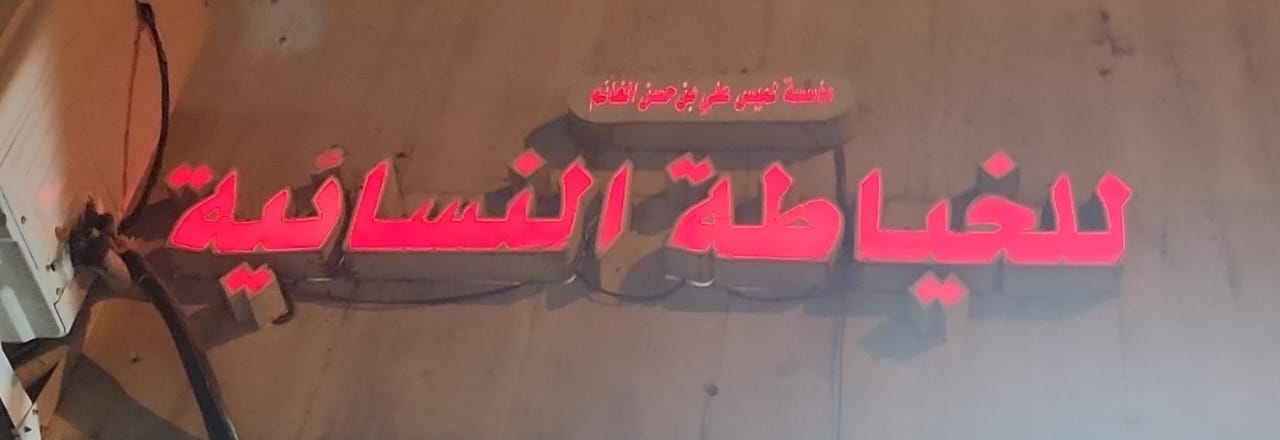 مؤسسة لميس علي بن حسن الغانم
للخياطة النسائية